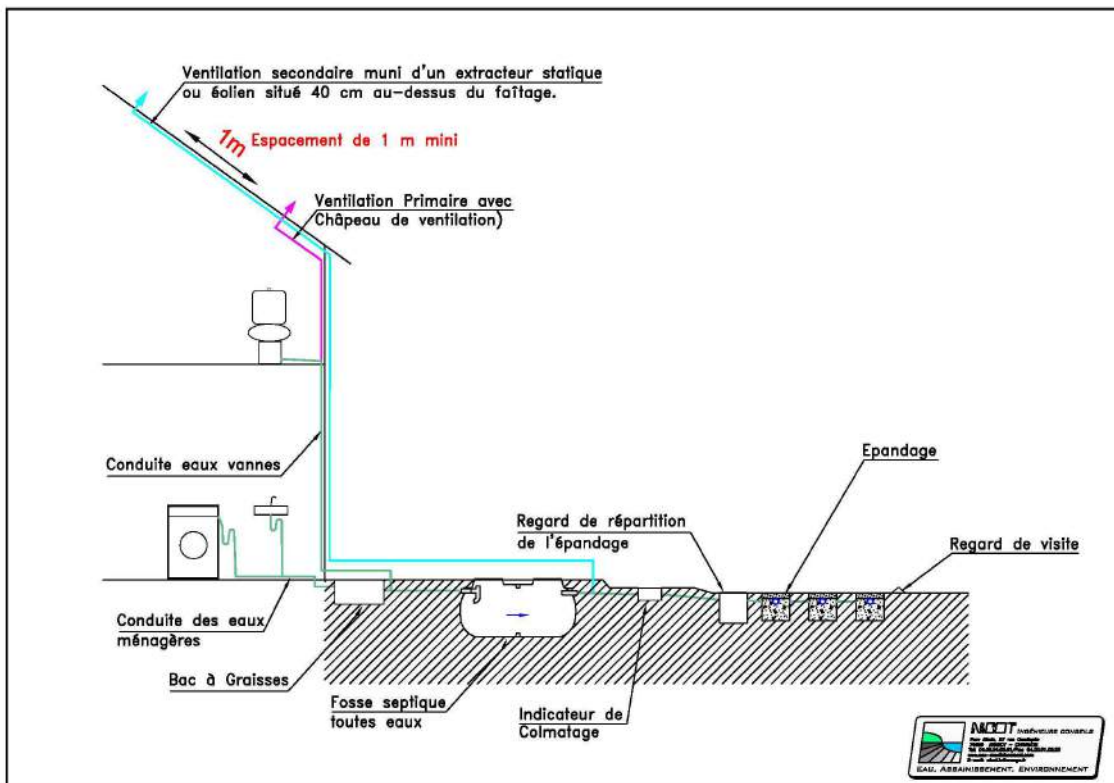 Ventilation secondaire muni d'un extracteur statique
ou éolien situé 40 cm au-dessus du faîtage.
1m Espacement de 1 m mini
Ventilation Primaire avec
Châpeau de ventilation)
Conduite eaux vannes
Epandage
Regard de répartition
de l'épandage
Regard de visite
Conduite des eaux
ménagères
Bac à Graisses
Fosse septique
toutes eaux
Indicateur de
Colmatage
NICOT INGÉNIEURS CONSEILS
EAU, ASSAINISSEMENT, ENVIRONNEMENT